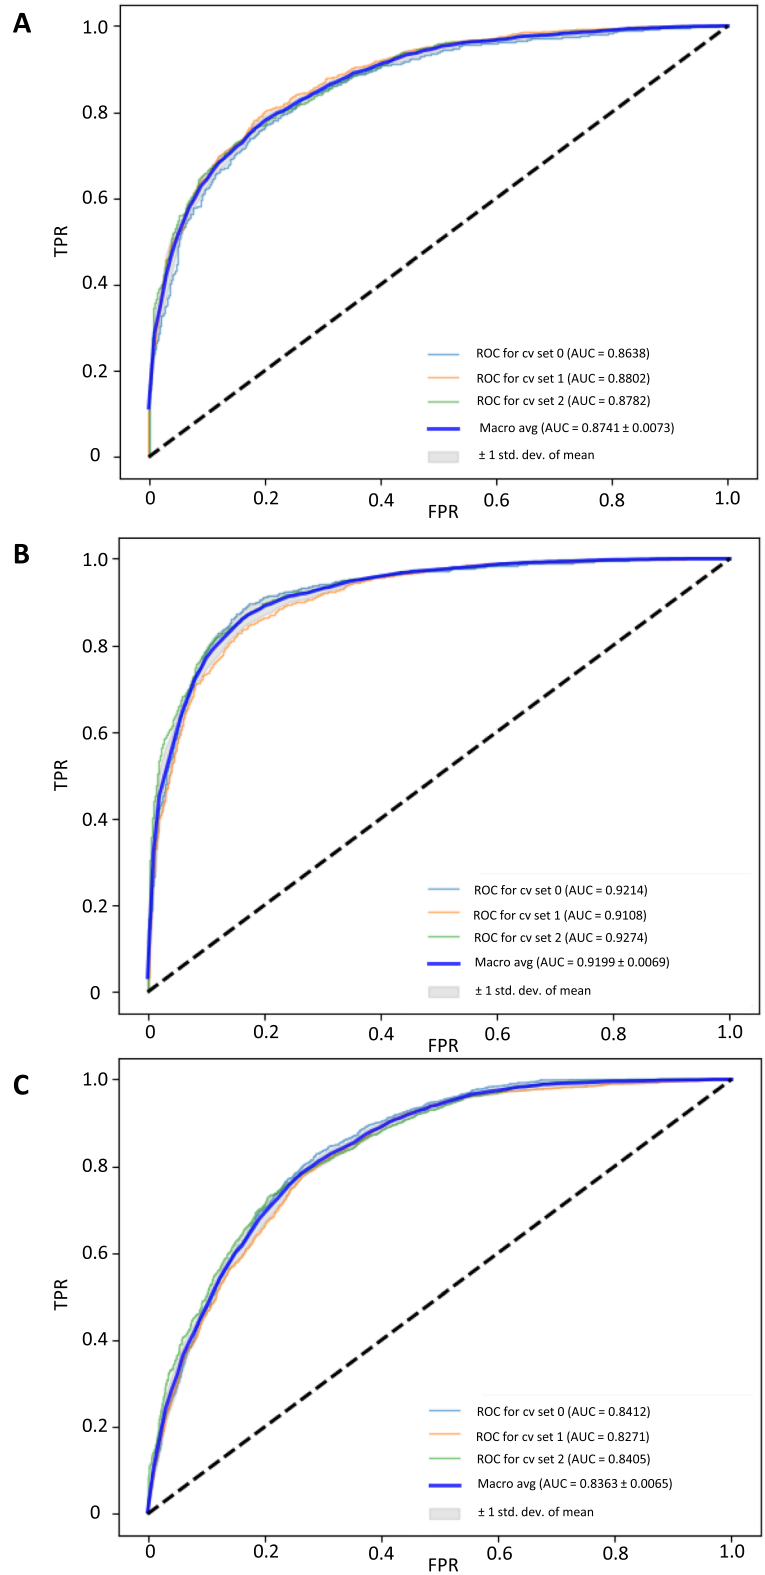 A
1.0
0.8
0.6
TPR
0.4
0.2
0
ROC for cv set 0 (AUC = 0.8638)
ROC for cv set 1 (AUC = 0.8802)
ROC for cv set 2 (AUC = 0.8782)
Macro avg (AUC = 0.8741 ± 0.0073)
± 1 std. dev. of mean
0 0.2 0.4 0.6 0.8 1.0
FPR
B
1.0
0.8
0.6
TPR
0.4
0.2
0
ROC for cv set 0 (AUC = 0.9214)
ROC for cv set 1 (AUC = 0.9108)
ROC for cv set 2 (AUC = 0.9274)
Macro avg (AUC = 0.9199 ± 0.0069)
± 1 std. dev. of mean
0 0.2 0.4 0.6 0.8 1.0
FPR
C
1.0
0.8
0.6
TPR
0.4
0.2
0
ROC for cv set 0 (AUC = 0.8412)
ROC for cv set 1 (AUC = 0.8271)
ROC for cv set 2 (AUC = 0.8405)
Macro avg (AUC = 0.8363 ± 0.0065)
± 1 std. dev. of mean
0 0.2 0.4 0.6 0.8 1.0
FPR